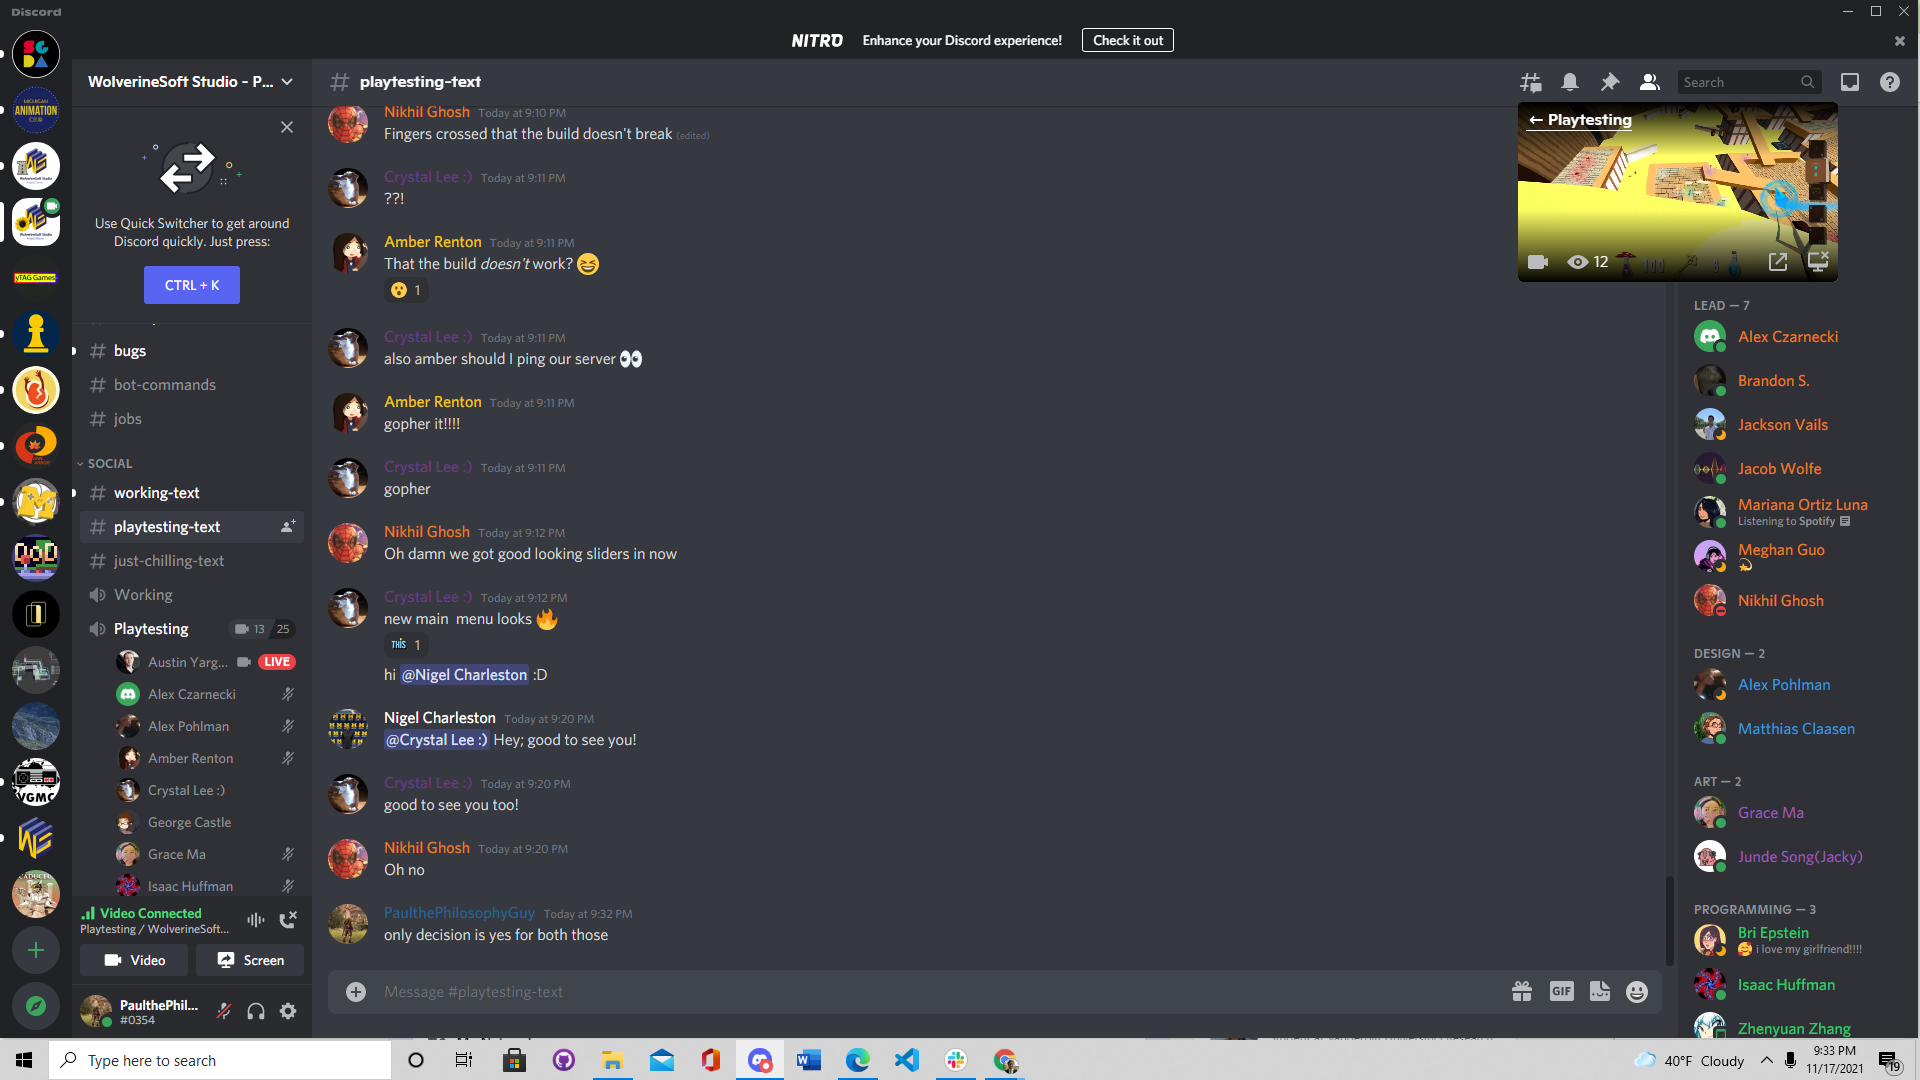 Discord
NITRO Enhance your Discord experience! Check it out
WolverineSoft Studio - P...
Use Quick Switcher to get around
Discord quickly. Just press:
CTRL + K
bugs
bot-commands
jobs
SOCIAL
working-text
playtesting-text
just-chilling-text
Working
Playtesting 13 25
Austin Yarg... LIVE
Alex Czarnecki
Alex Pohlman
Amber Renton
Crystal Lee :)
George Castle
Grace Ma
Isaac Huffman
Video Connected
Playtesting / WolverineSoft...
Video Screen
PaulthePhil...
#0354
MICHIGAN
ANIMATION
CLUB
yTAG Games
VGMC
playtesting-text
Search
Nikhil Ghosh Today at 9:10 PM
Fingers crossed that the build doesn't break (edited)
Crystal Lee :) Today at 9:11 PM
??!
Amber Renton Today at 9:11 PM
That the build doesn't work? 😆
😮 1
Crystal Lee :) Today at 9:11 PM
also amber should I ping our server 👀
Amber Renton Today at 9:11 PM
gopher it!!!!
Crystal Lee :) Today at 9:11 PM
gopher
Nikhil Ghosh Today at 9:12 PM
Oh damn we got good looking sliders in now
Crystal Lee :) Today at 9:12 PM
new main menu looks 🔥
THIS 1
hi @Nigel Charleston :D
Nigel Charleston Today at 9:20 PM
@Crystal Lee :) Hey; good to see you!
Crystal Lee :) Today at 9:20 PM
good to see you too!
Nikhil Ghosh Today at 9:20 PM
Oh no
PaulthePhilosophyGuy Today at 9:32 PM
only decision is yes for both those
Message #playtesting-text
GIF
← Playtesting
12
100
LEAD — 7
Alex Czarnecki
Brandon S.
Jackson Vails
Jacob Wolfe
Mariana Ortiz Luna
Listening to Spotify
Meghan Guo
💫
Nikhil Ghosh
DESIGN — 2
Alex Pohlman
Matthias Claasen
ART — 2
Grace Ma
Junde Song(Jacky)
PROGRAMMING — 3
Bri Epstein
🥰 i love my girlfriend!!!!
Isaac Huffman
Zhenyuan Zhang
Type here to search
40°F Cloudy
9:33 PM
11/17/2021
19